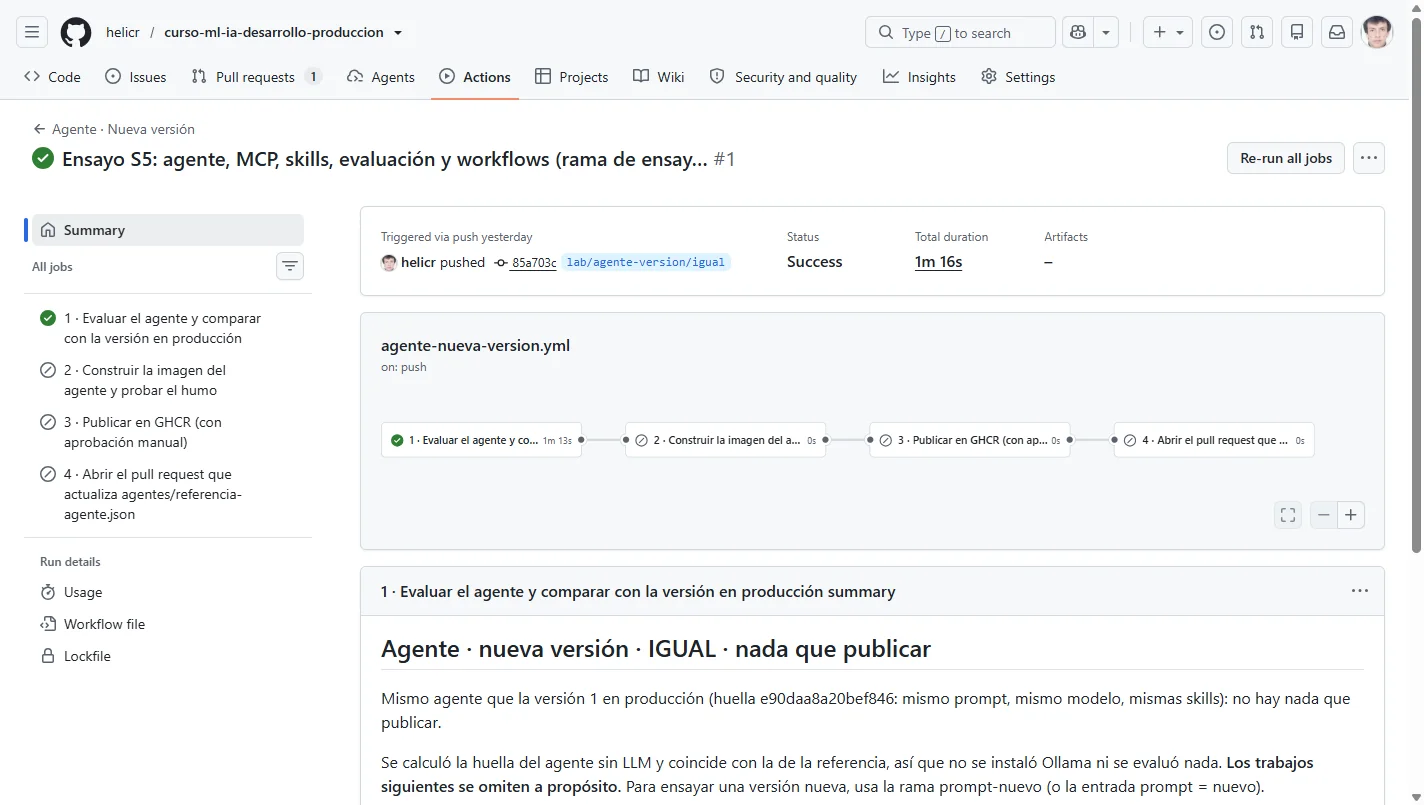 helicr / curso-ml-ia-desarrollo-produccion
Type / to search
Code
Issues
Pull requests 1
Agents
Actions
Projects
Wiki
Security and quality
Insights
Settings
Agente · Nueva versión
Ensayo S5: agente, MCP, skills, evaluación y workflows (rama de ensay... #1
Re-run all jobs
Summary
All jobs
1 · Evaluar el agente y comparar
con la versión en producción
2 · Construir la imagen del
agente y probar el humo
3 · Publicar en GHCR (con
aprobación manual)
4 · Abrir el pull request que
actualiza agentes/referencia-
agente.json
Run details
Usage
Workflow file
Lockfile
Triggered via push yesterday
helicr pushed 85a703c lab/agente-version/igual
Status
Success
Total duration
1m 16s
Artifacts
–
agente-nueva-version.yml
on: push
1 · Evaluar el agente y co... 1m 13s
2 · Construir la imagen del a... 0s
3 · Publicar en GHCR (con ap... 0s
4 · Abrir el pull request que ... 0s
1 · Evaluar el agente y comparar con la versión en producción summary
Agente · nueva versión · IGUAL · nada que publicar
Mismo agente que la versión 1 en producción (huella e90daa8a20bef846: mismo prompt, mismo modelo, mismas skills): no hay nada que
publicar.
Se calculó la huella del agente sin LLM y coincide con la de la referencia, así que no se instaló Ollama ni se evaluó nada. Los trabajos
siguientes se omiten a propósito. Para ensayar una versión nueva, usa la rama prompt-nuevo (o la entrada prompt = nuevo).